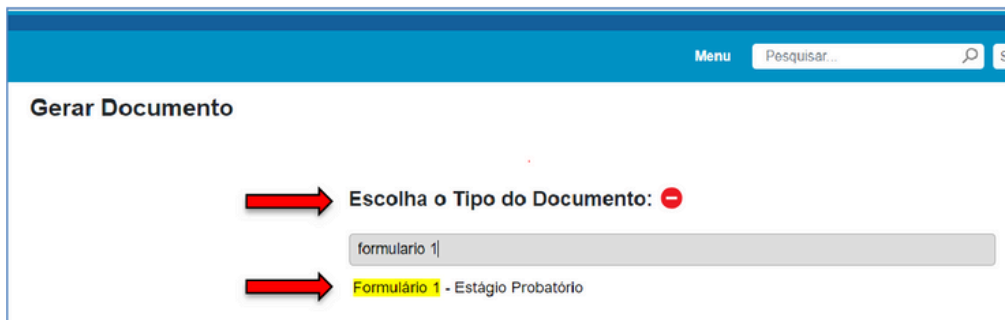 Menu Pesquisar... S
Gerar Documento
Escolha o Tipo do Documento:
formulario 1
Formulário 1 - Estágio Probatório